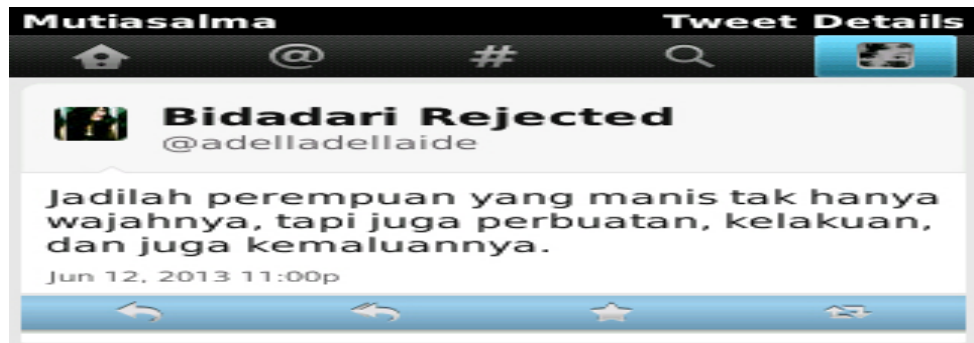 Mutiasalma Tweet Details
@ #
Bidadari Rejected
@adelladellaide
Jadilah perempuan yang manis tak hanya
wajahnya, tapi juga perbuatan, kelakuan,
dan juga kemaluannya.
Jun 12, 2013 11:00p